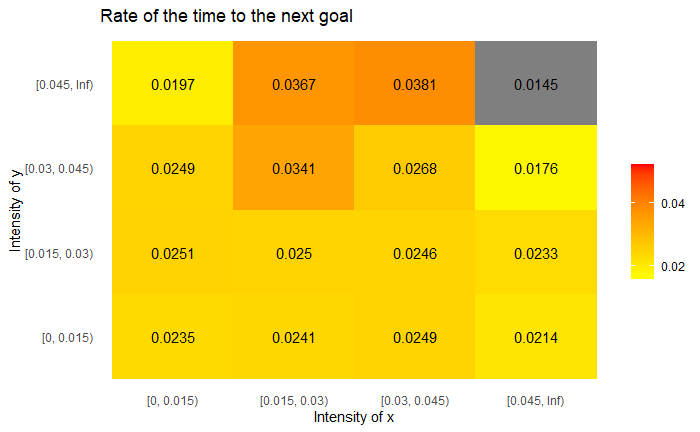 Rate of the time to the next goal
Intensity of y
[0.045, Inf)
0.0197 0.0367 0.0381 0.0145
[0.03, 0.045)
0.0249 0.0341 0.0268 0.0176
[0.015, 0.03)
0.0251 0.025 0.0246 0.0233
[0, 0.015)
0.0235 0.0241 0.0249 0.0214
[0, 0.015) [0.015, 0.03) [0.03, 0.045) [0.045, Inf)
Intensity of x
0.04
0.02